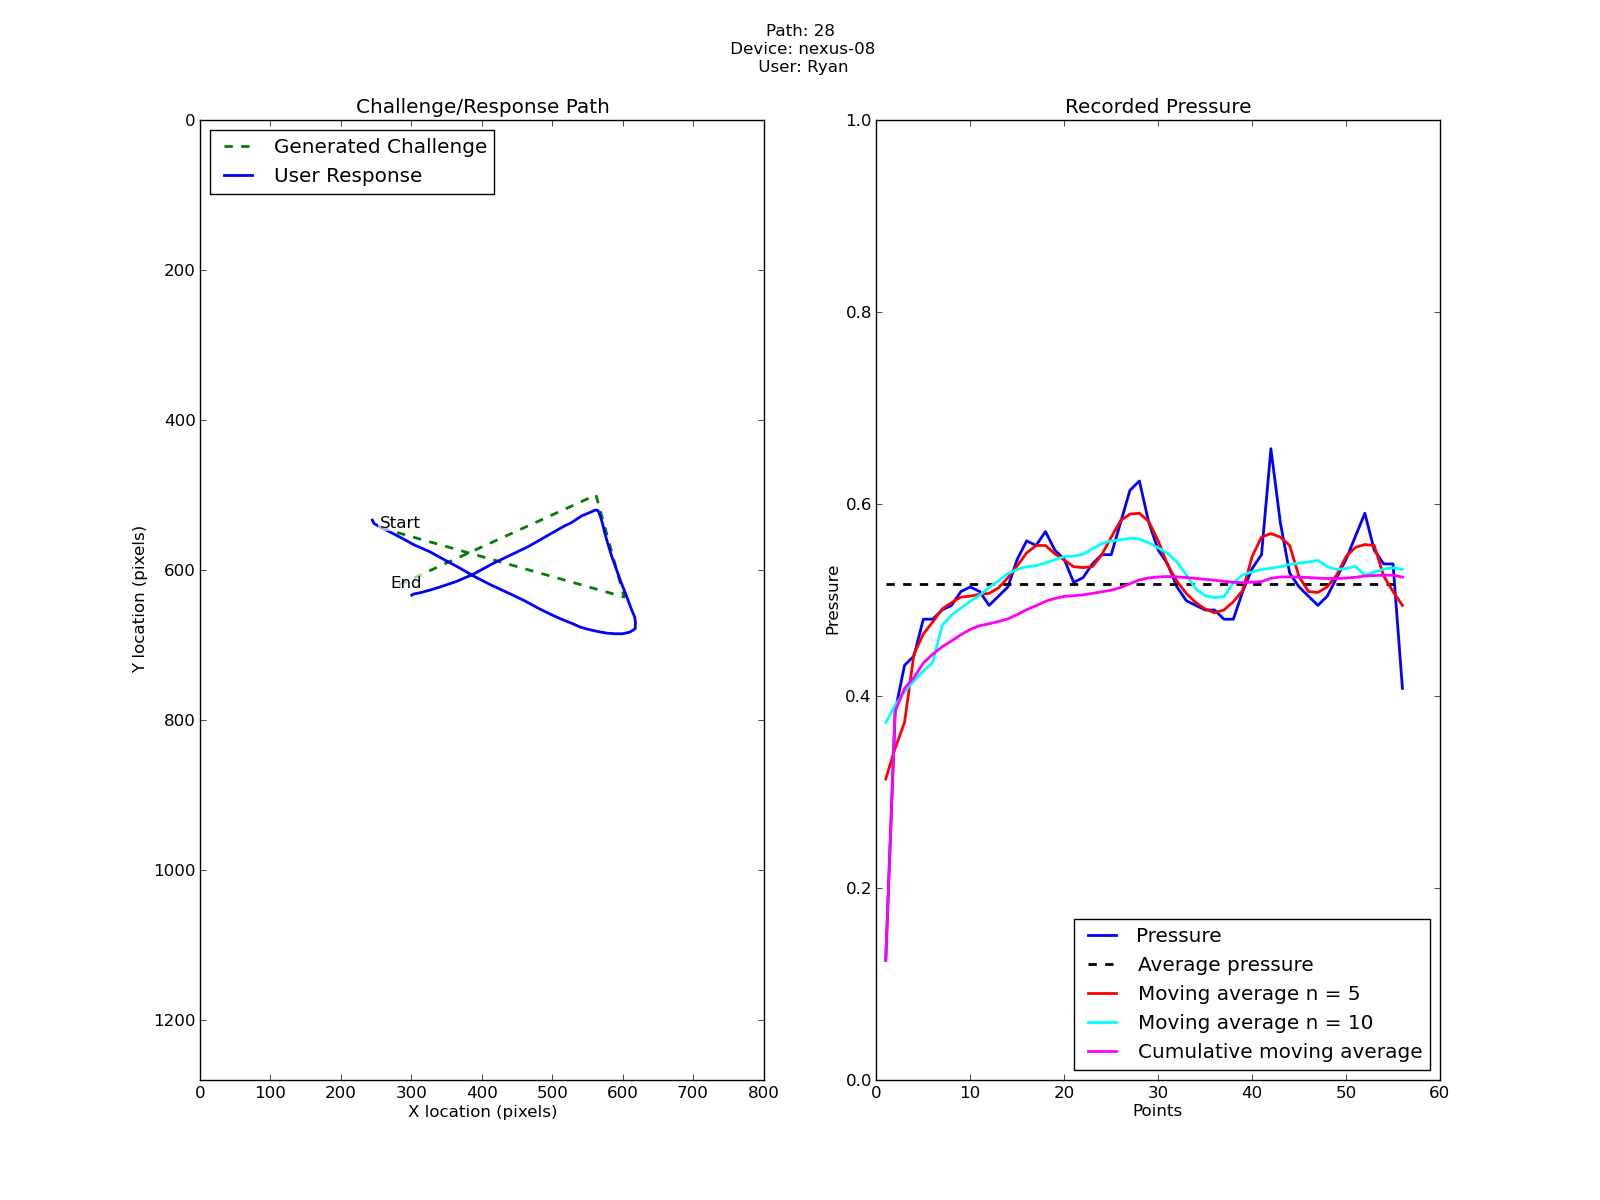 Path: 28
Device: nexus-08
User: Ryan
Challenge/Response Path
Generated Challenge
User Response
Start
End
0
200
400
600
800
1000
1200
Y location (pixels)
0 100 200 300 400 500 600 700 800
X location (pixels)
Recorded Pressure
1.0
0.8
0.6
0.4
0.2
0.0
Pressure
Pressure
Average pressure
Moving average n = 5
Moving average n = 10
Cumulative moving average
0 10 20 30 40 50 60
Points